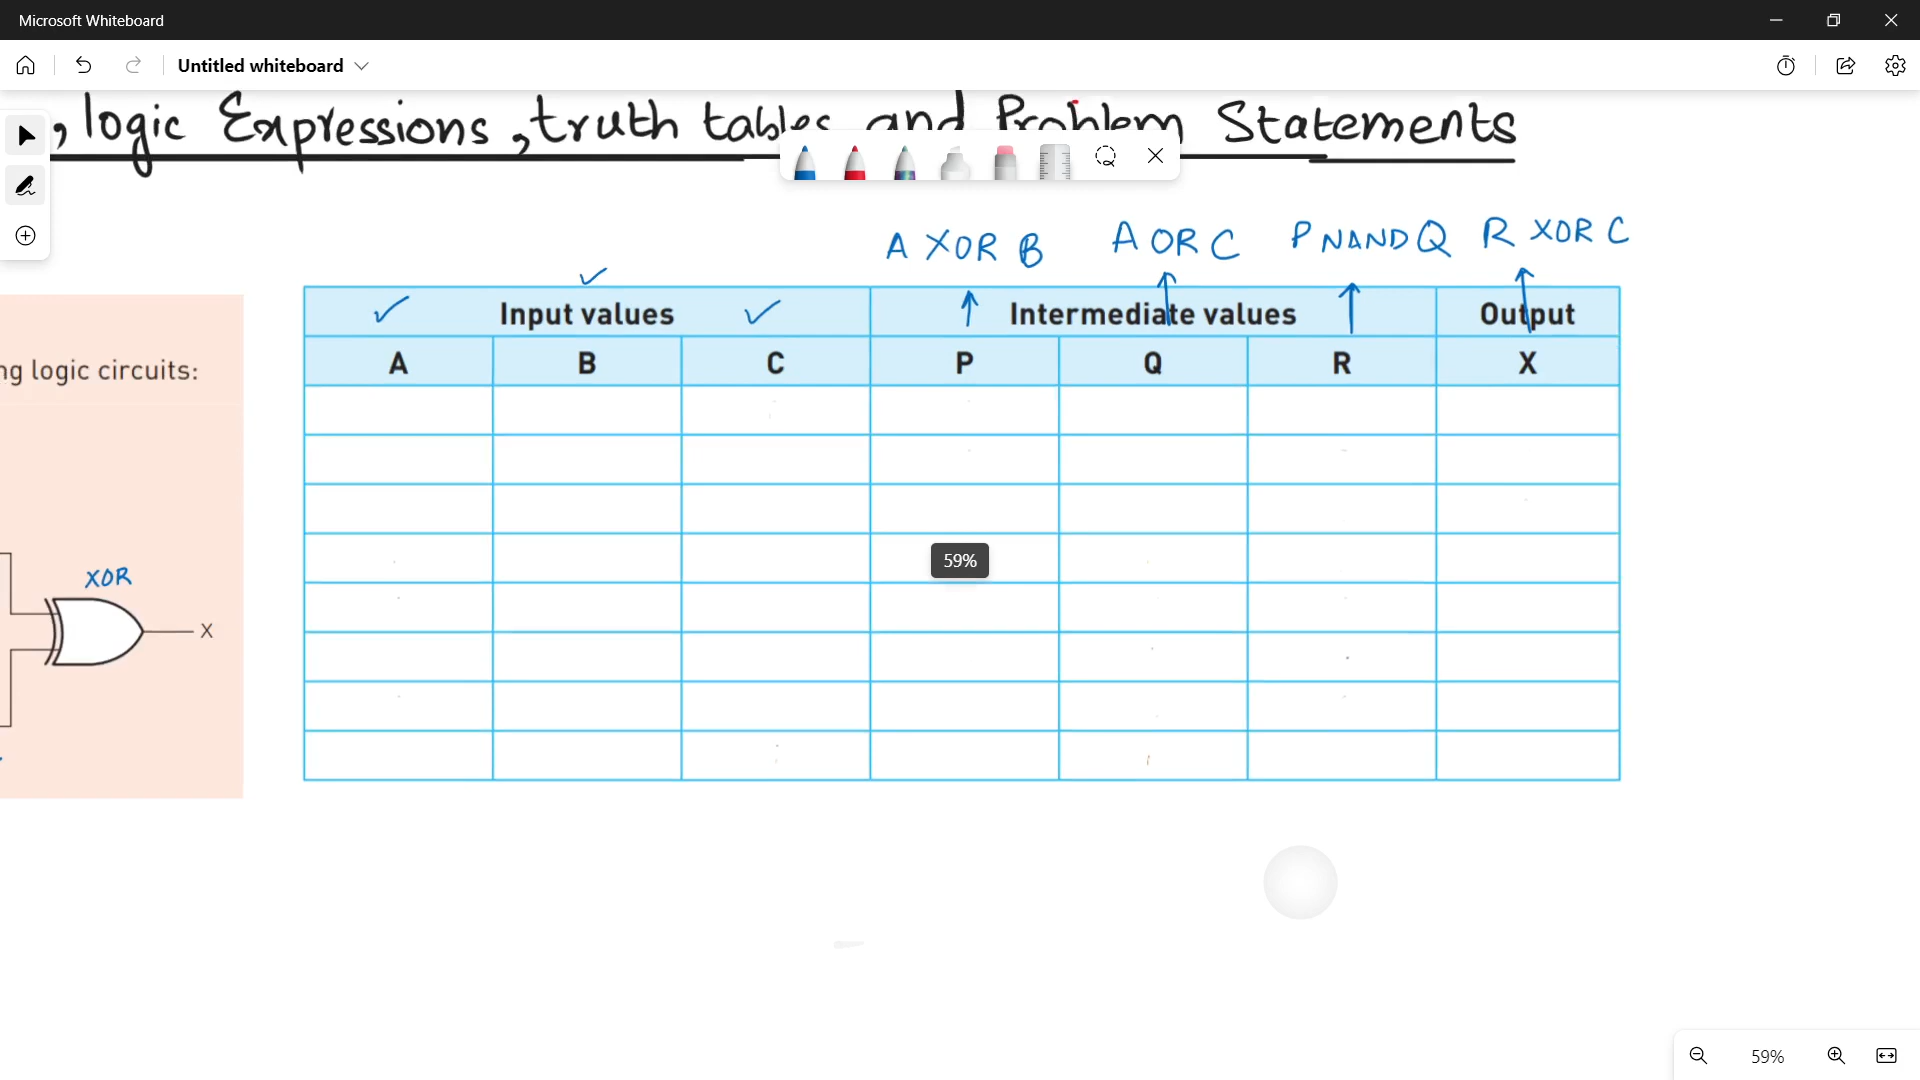 Microsoft Whiteboard
Untitled whiteboard
, logic Expressions, truth tables and Problem Statements
A XOR B A OR C P NAND Q R XOR C
Input values Intermediate values Output
A B C P Q R X
ng logic circuits:
XOR
X
59%
59%